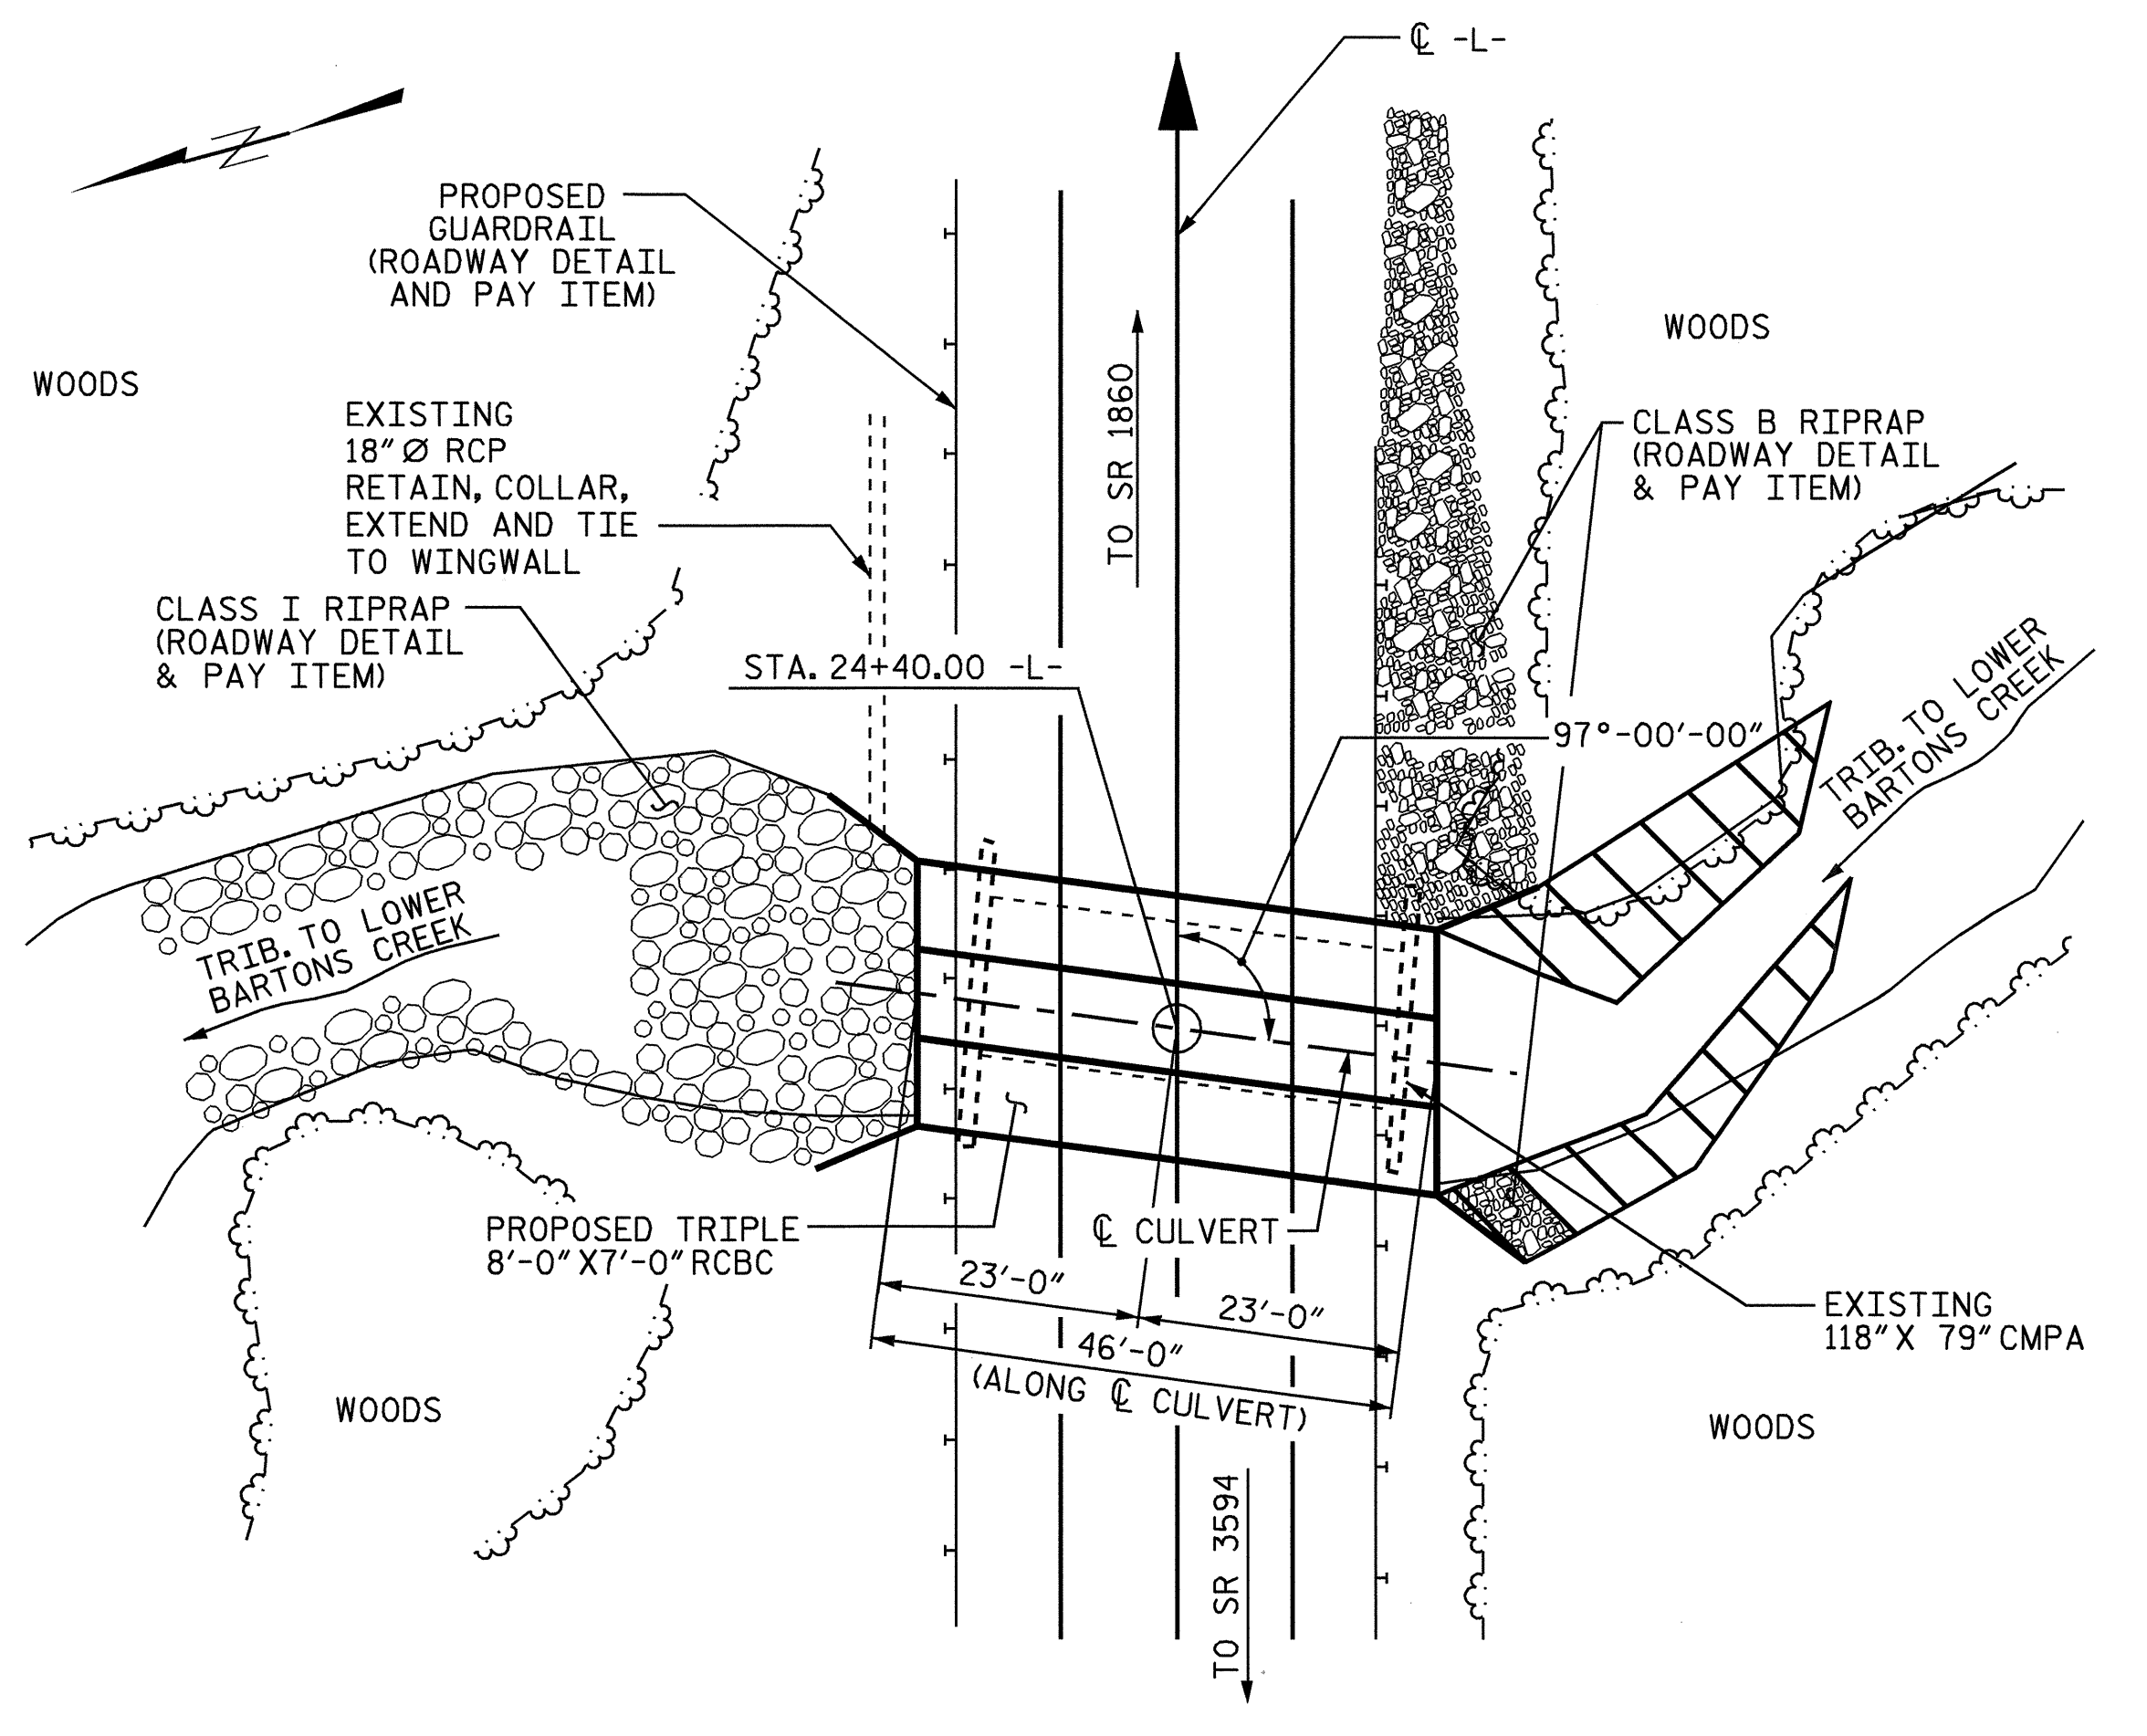 ℄ -L-
PROPOSED
GUARDRAIL
(ROADWAY DETAIL
AND PAY ITEM)
WOODS
WOODS
EXISTING
18" Ø RCP
RETAIN, COLLAR,
EXTEND AND TIE
TO WINGWALL
TO SR 1860
CLASS B RIPRAP
(ROADWAY DETAIL
& PAY ITEM)
CLASS I RIPRAP
(ROADWAY DETAIL
& PAY ITEM)
STA. 24+40.00 -L-
97°-00'-00"
TRIB. TO LOWER
BARTONS CREEK
TRIB. TO LOWER
BARTONS CREEK
PROPOSED TRIPLE
8'-0" X 7'-0" RCBC
℄ CULVERT
23'-0"
23'-0"
46'-0"
(ALONG ℄ CULVERT)
EXISTING
118" X 79" CMPA
WOODS
WOODS
TO SR 3594
N